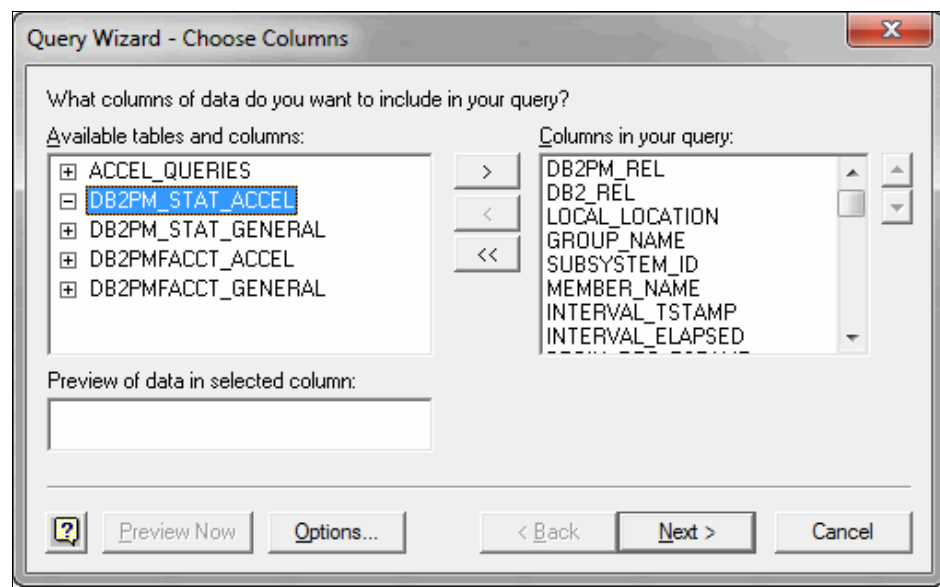 Query Wizard - Choose Columns
What columns of data do you want to include in your query?
Available tables and columns:
Columns in your query:
ACCEL_QUERIES
DB2PM_STAT_ACCEL
DB2PM_STAT_GENERAL
DB2PMFACCT_ACCEL
DB2PMFACCT_GENERAL
>
<
<<
DB2PM_REL
DB2_REL
LOCAL_LOCATION
GROUP_NAME
SUBSYSTEM_ID
MEMBER_NAME
INTERVAL_TSTAMP
INTERVAL_ELAPSED
Preview of data in selected column:
Preview Now
Options...
< Back
Next >
Cancel